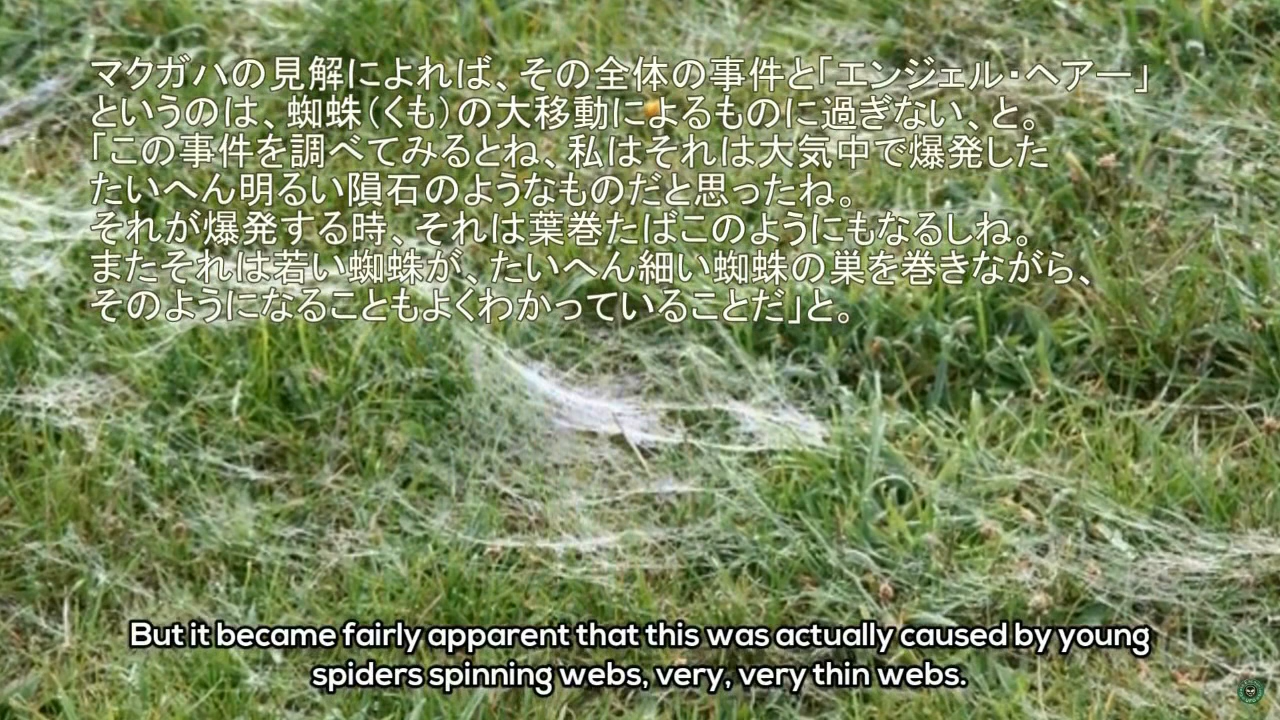 マクガハの見解によれば、その全体の事件と「エンジェル・ヘアー」
というのは、蜘蛛(くも)の大移動によるものに過ぎない、と。
「この事件を調べてみるとね、私はそれは大気中で爆発した
たいへん明るい隕石のようなものだと思ったね。
それが爆発する時、それは葉巻たばこのようにもなるしね。
またそれは若い蜘蛛が、たいへん細い蜘蛛の巣を巻きながら、
そのようになることもよくわかっていることだ」と。
But it became fairly apparent that this was actually caused by young
spiders spinning webs, very, very thin webs.